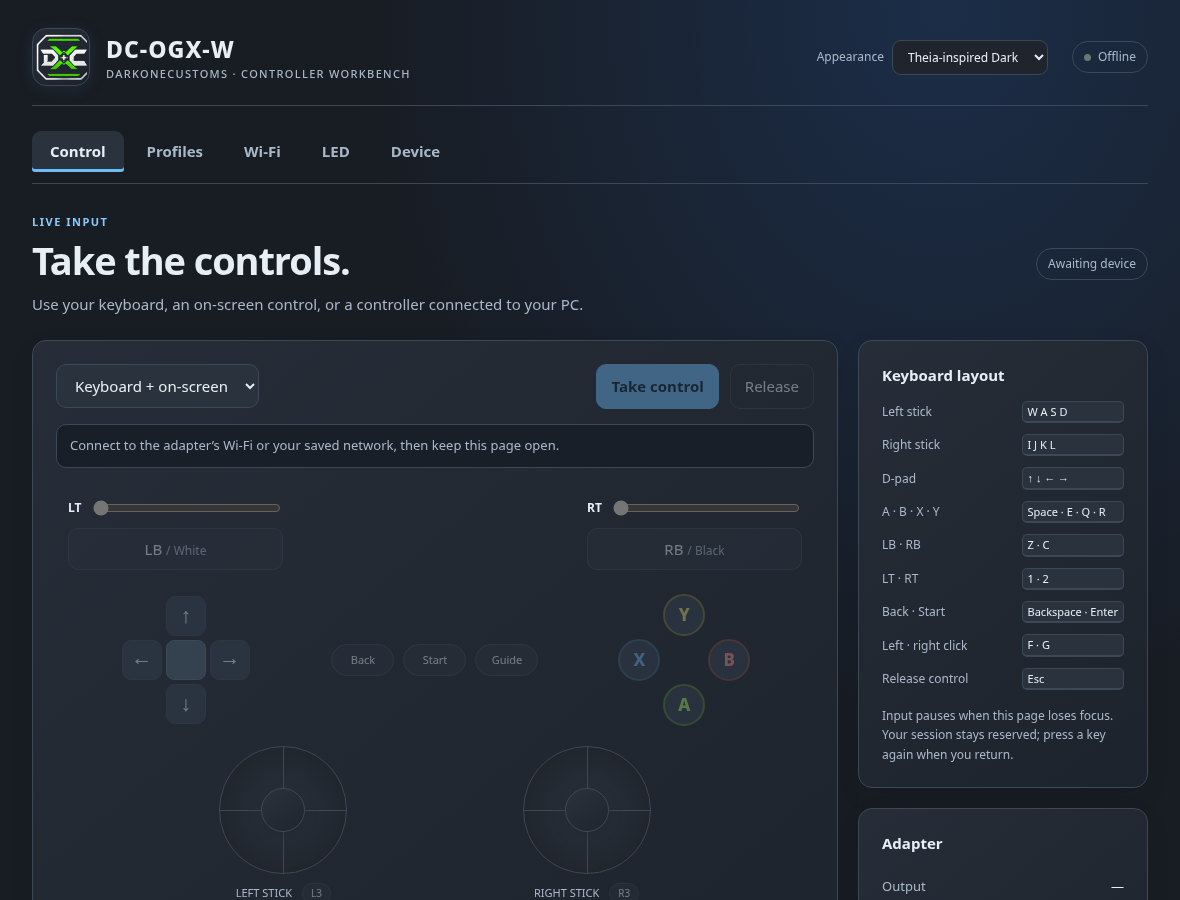 DXC
DC-OGX-W
DARKONECUSTOMS · CONTROLLER WORKBENCH
Appearance
Theia-inspired Dark
Offline
Control
Profiles
Wi-Fi
LED
Device
LIVE INPUT
Take the controls.
Use your keyboard, an on-screen control, or a controller connected to your PC.
Awaiting device
Keyboard + on-screen
Take control
Release
Connect to the adapter’s Wi-Fi or your saved network, then keep this page open.
LT
RT
LB / White
RB / Black
↑
← →
↓
Back
Start
Guide
Y
X
B
A
LEFT STICK L3
RIGHT STICK R3
Keyboard layout
Left stick W A S D
Right stick I J K L
D-pad ↑ ↓ ← →
A · B · X · Y Space · E · Q · R
LB · RB Z · C
LT · RT 1 · 2
Back · Start Backspace · Enter
Left · right click F · G
Release control Esc
Input pauses when this page loses focus.
Your session stays reserved; press a key
again when you return.
Adapter
Output —